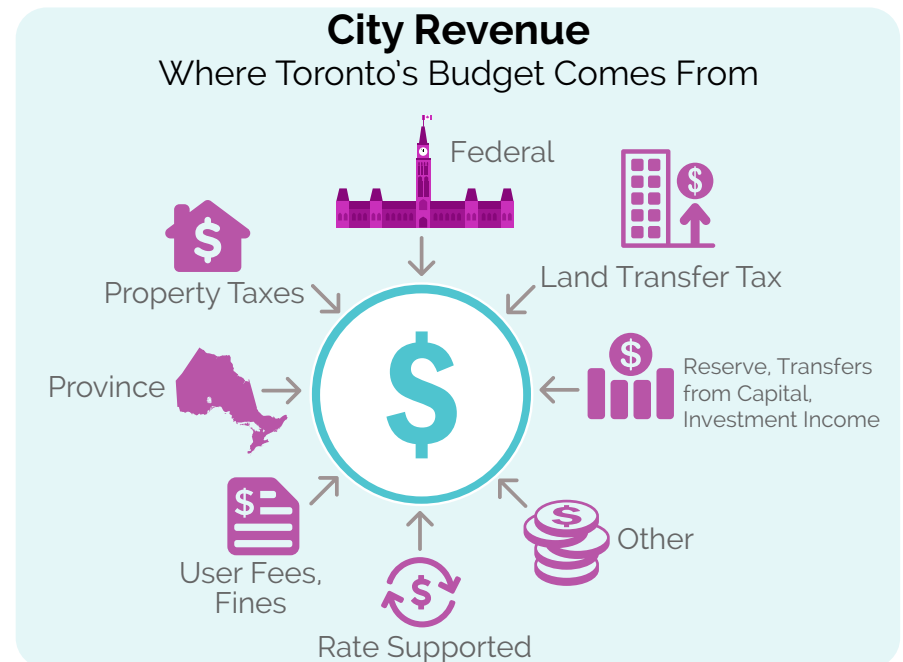 City Revenue
Where Toronto's Budget Comes From
Federal
Land Transfer Tax
Property Taxes
$
$
$
Province
$
Reserve, Transfers
from Capital,
Investment Income
$
User Fees,
Fines
$
Rate Supported
$
Other
$